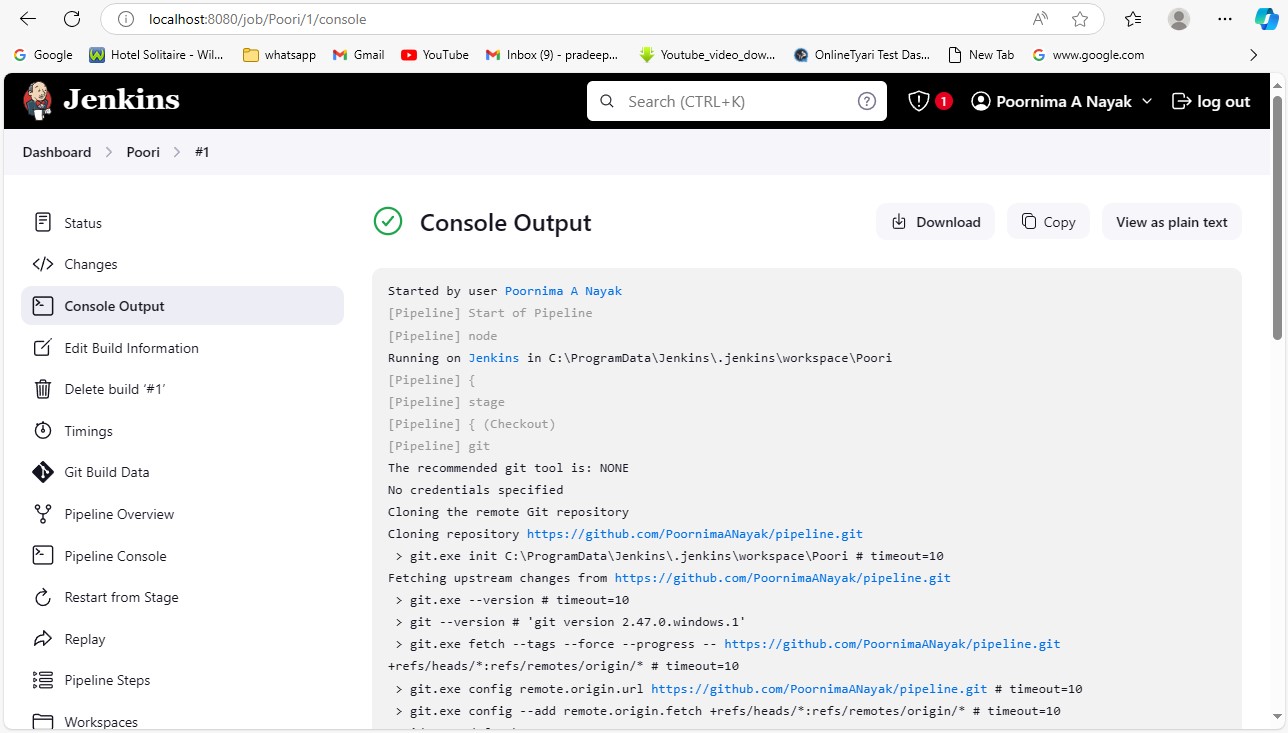 localhost:8080/job/Poori/1/console
Google
Hotel Solitaire - Wil...
whatsapp
Gmail
YouTube
Inbox (9) - pradeep...
Youtube_video_dow...
OnlineTyari Test Das...
New Tab
www.google.com
Jenkins
Search (CTRL+K)
1
Poornima A Nayak
log out
Dashboard > Poori > #1
Status
Changes
Console Output
Edit Build Information
Delete build ‘#1’
Timings
Git Build Data
Pipeline Overview
Pipeline Console
Restart from Stage
Replay
Pipeline Steps
Workspaces
Console Output
Download
Copy
View as plain text
Started by user Poornima A Nayak
[Pipeline] Start of Pipeline
[Pipeline] node
Running on Jenkins in C:\ProgramData\Jenkins\.jenkins\workspace\Poori
[Pipeline] {
[Pipeline] stage
[Pipeline] { (Checkout)
[Pipeline] git
The recommended git tool is: NONE
No credentials specified
Cloning the remote Git repository
Cloning repository https://github.com/PoornimaANayak/pipeline.git
> git.exe init C:\ProgramData\Jenkins\.jenkins\workspace\Poori # timeout=10
Fetching upstream changes from https://github.com/PoornimaANayak/pipeline.git
> git.exe --version # timeout=10
> git --version # 'git version 2.47.0.windows.1'
> git.exe fetch --tags --force --progress -- https://github.com/PoornimaANayak/pipeline.git
+refs/heads/*:refs/remotes/origin/* # timeout=10
> git.exe config remote.origin.url https://github.com/PoornimaANayak/pipeline.git # timeout=10
> git.exe config --add remote.origin.fetch +refs/heads/*:refs/remotes/origin/* # timeout=10